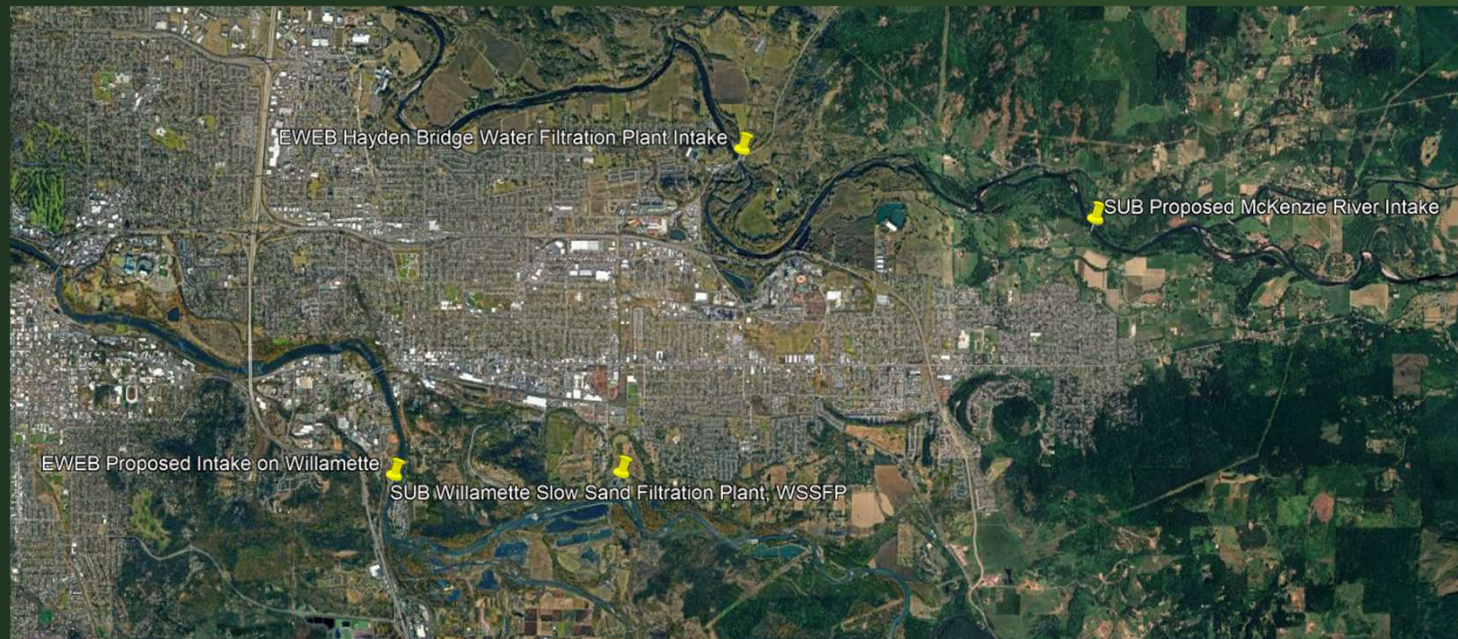 EWEB Hayden Bridge Water Filtration Plant Intake
SUB Proposed McKenzie River Intake
EWEB Proposed Intake on Willamette
SUB Willamette Slow Sand Filtration Plant, WSSFP